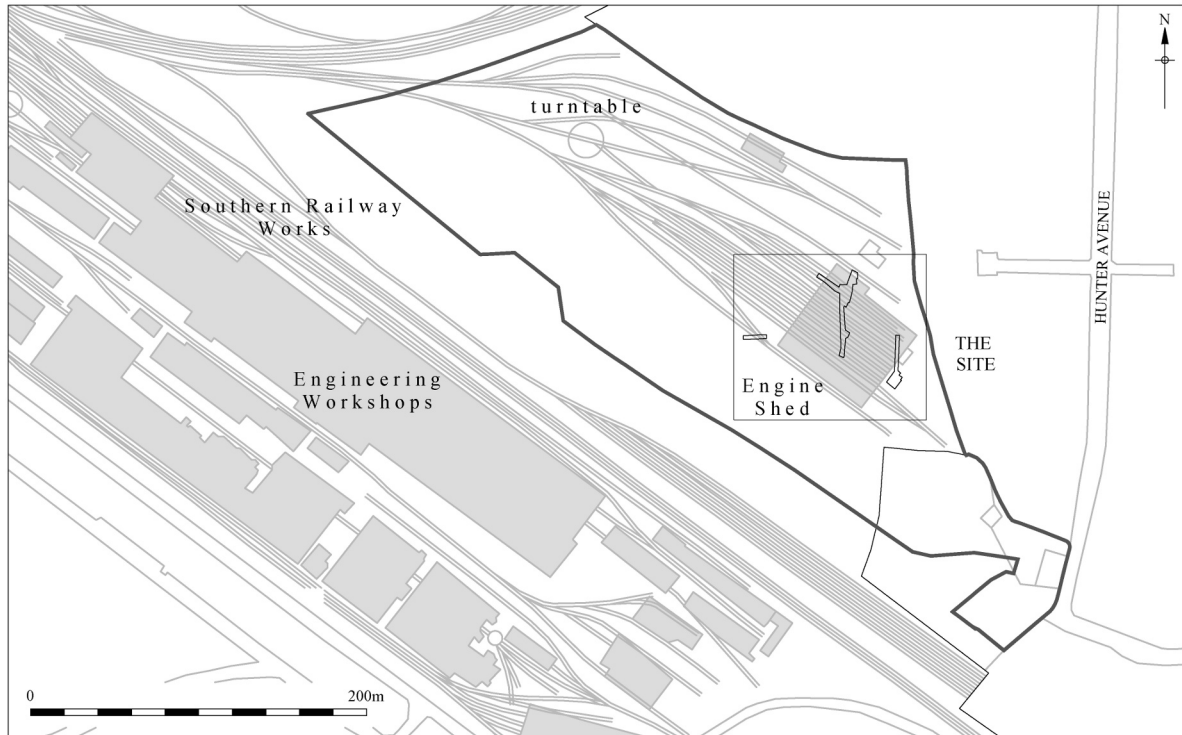 N
turntable
HUNTER AVENUE
Southern Railway
Works
THE
SITE
Engineering
Workshops
Engine
Shed
0
200m